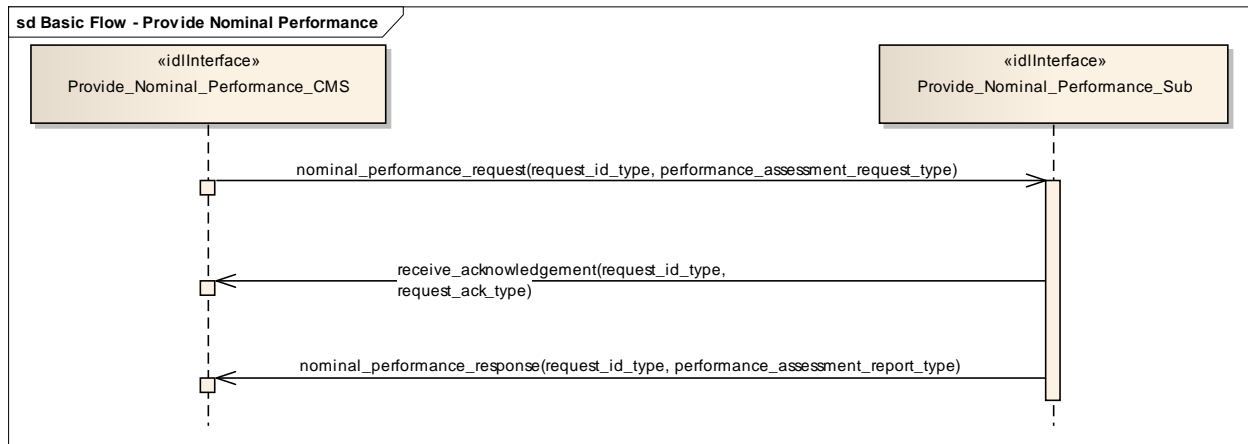 sd Basic Flow - Provide Nominal Performance
«idlInterface»
Provide_Nominal_Performance_CMS
«idlInterface»
Provide_Nominal_Performance_Sub
nominal_performance_request(request_id_type, performance_assessment_request_type)
receive_acknowledgement(request_id_type,
request_ack_type)
nominal_performance_response(request_id_type, performance_assessment_report_type)